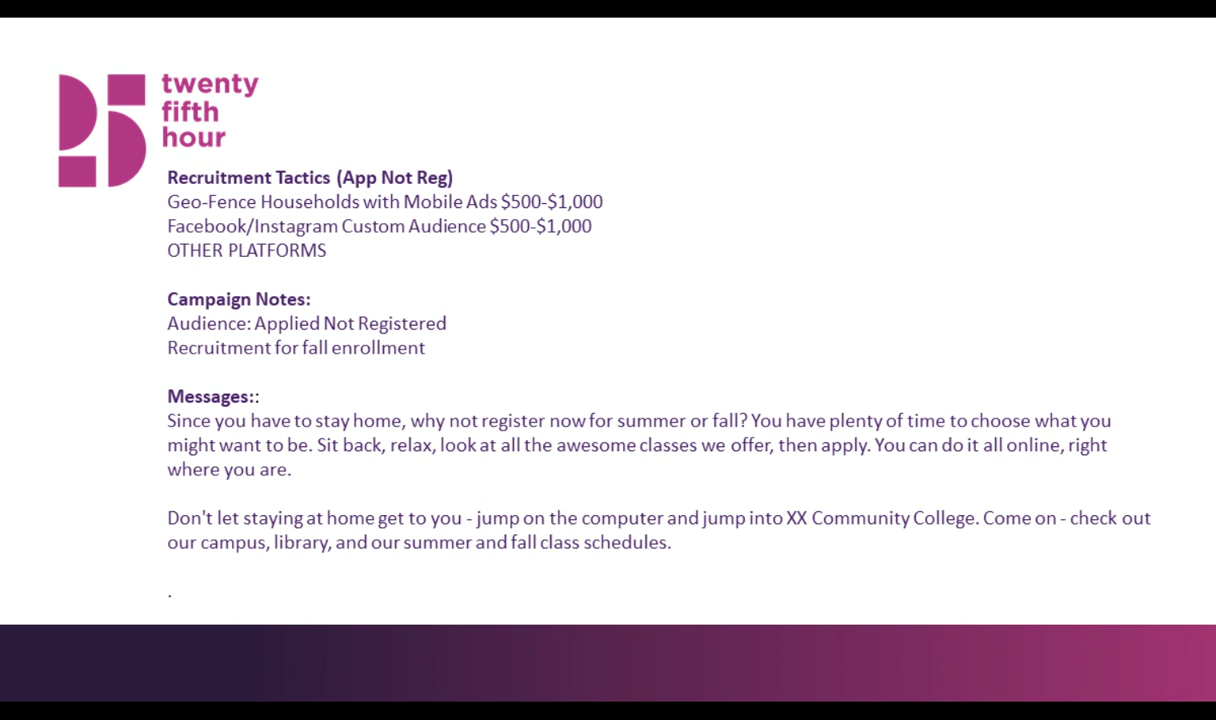 twenty
fifth
hour
Recruitment Tactics (App Not Reg)
Geo-Fence Households with Mobile Ads $500-$1,000
Facebook/Instagram Custom Audience $500-$1,000
OTHER PLATFORMS
Campaign Notes:
Audience: Applied Not Registered
Recruitment for fall enrollment
Messages::
Since you have to stay home, why not register now for summer or fall? You have plenty of time to choose what you
might want to be. Sit back, relax, look at all the awesome classes we offer, then apply. You can do it all online, right
where you are.
Don't let staying at home get to you - jump on the computer and jump into XX Community College. Come on - check out
our campus, library, and our summer and fall class schedules.
.